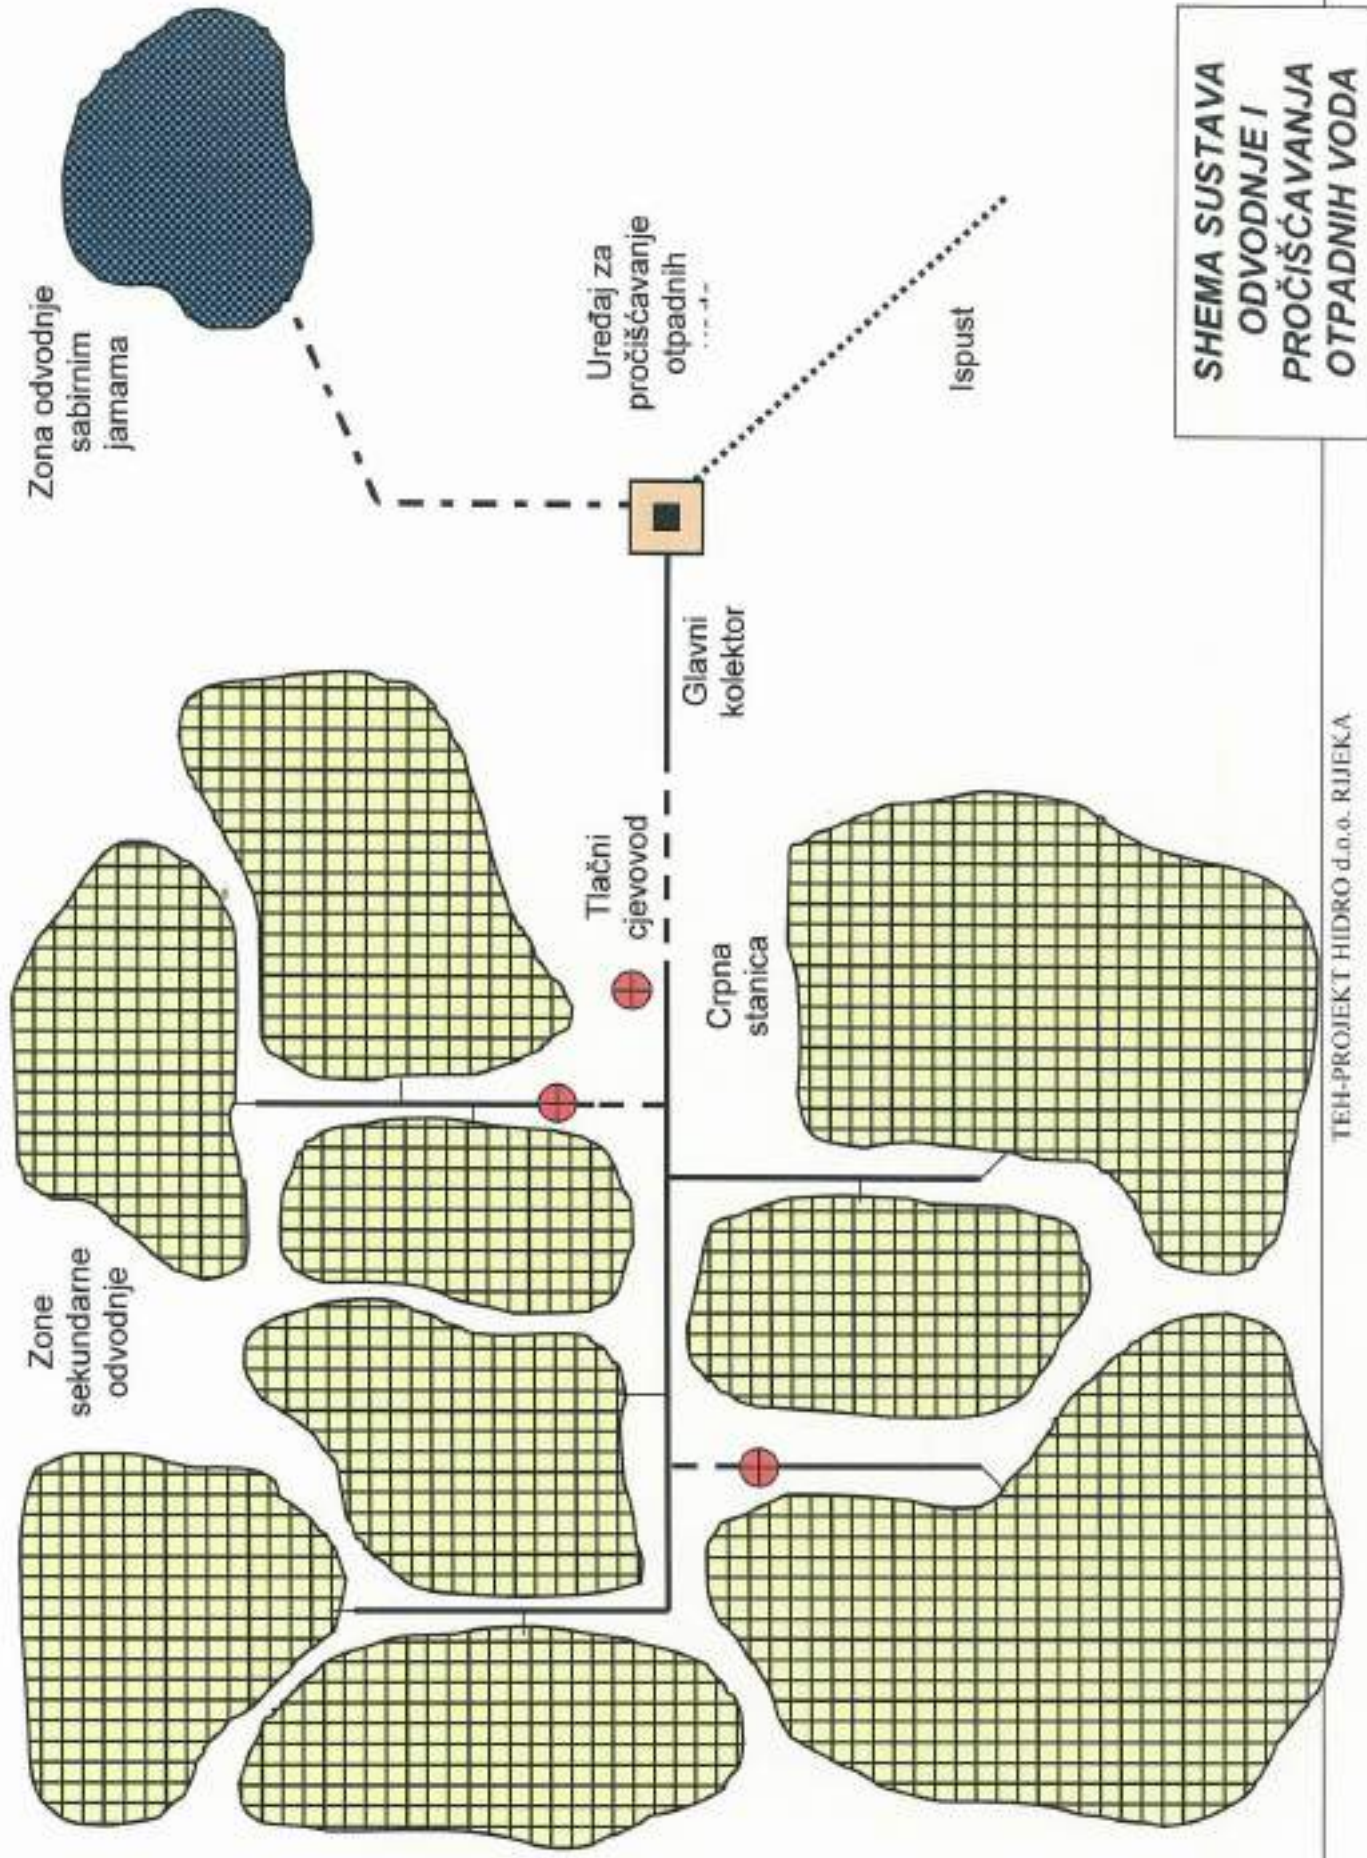 Zona odvodnje
sabirnim
jamama
Zone
sekundarne
odvodnje
Uređaj za
pročišćavanje
otpadnih
Tlačni
cjevovod
Glavni
kolektor
Crpna
stanica
Ispust
SHEMA SUSTAVA
ODVODNJE I
PROČIŠĆAVANJA
OTPADNIH VODA
TEH-PROJEKT HIDRO d.o.o. RIJEKA